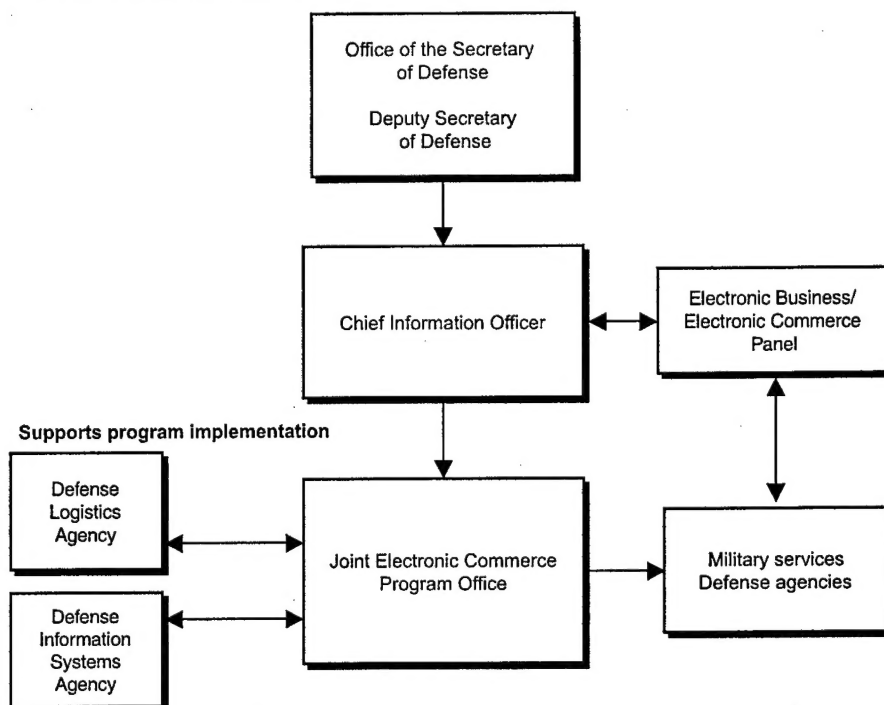 Office of the Secretary
of Defense
Deputy Secretary
of Defense
Chief Information Officer
Electronic Business/
Electronic Commerce
Panel
Supports program implementation
Defense
Logistics
Agency
Joint Electronic Commerce
Program Office
Military services
Defense agencies
Defense
Information
Systems
Agency